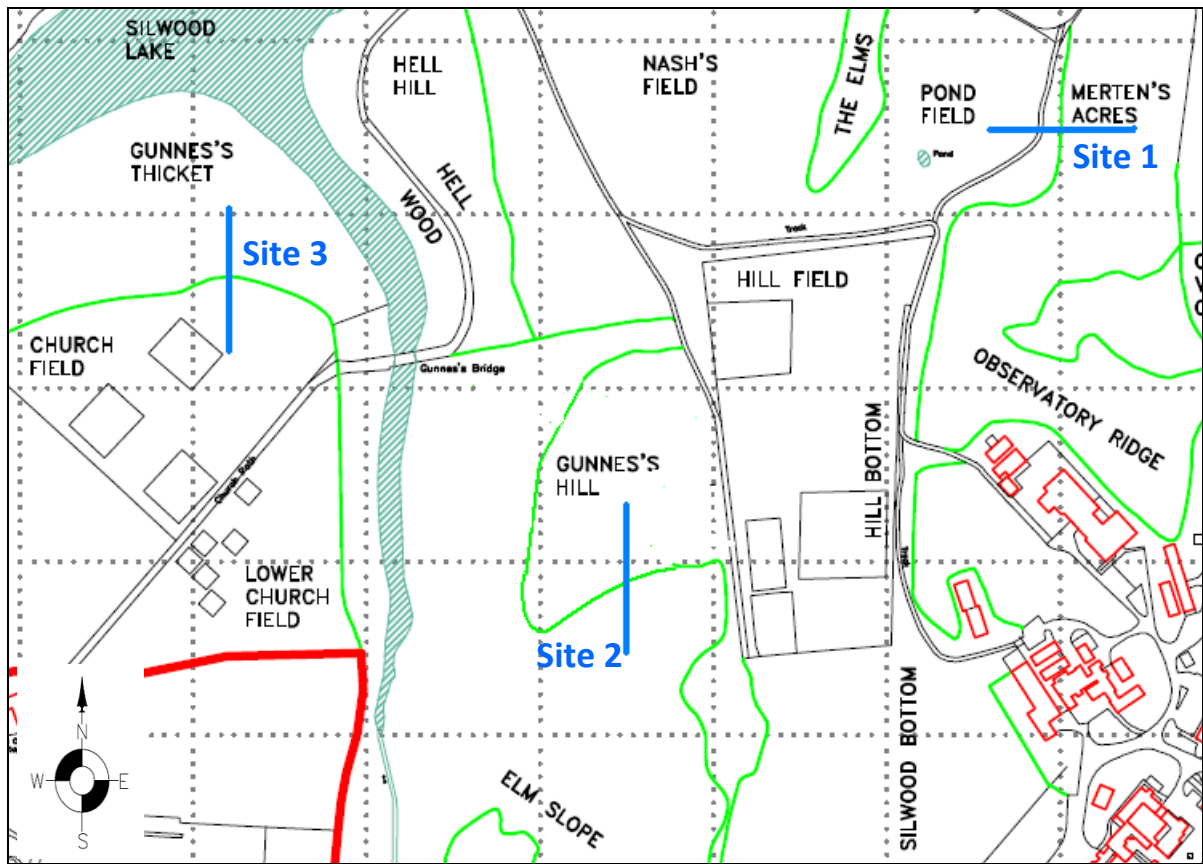 SILWOOD
LAKE
HELL
HILL
NASH'S
FIELD
THE ELMS
POND
FIELD
MERTEN'S
ACRES
Pond
Site 1
GUNNES'S
THICKET
HELL
WOOD
Site 3
Track
HILL FIELD
CHURCH
FIELD
Gunnes's Bridge
OBSERVATORY RIDGE
GUNNES'S
HILL
HILL BOTTOM
Church Path
Track
LOWER
CHURCH
FIELD
Site 2
SILWOOD BOTTOM
ELM SLOPE
N
W
E
S